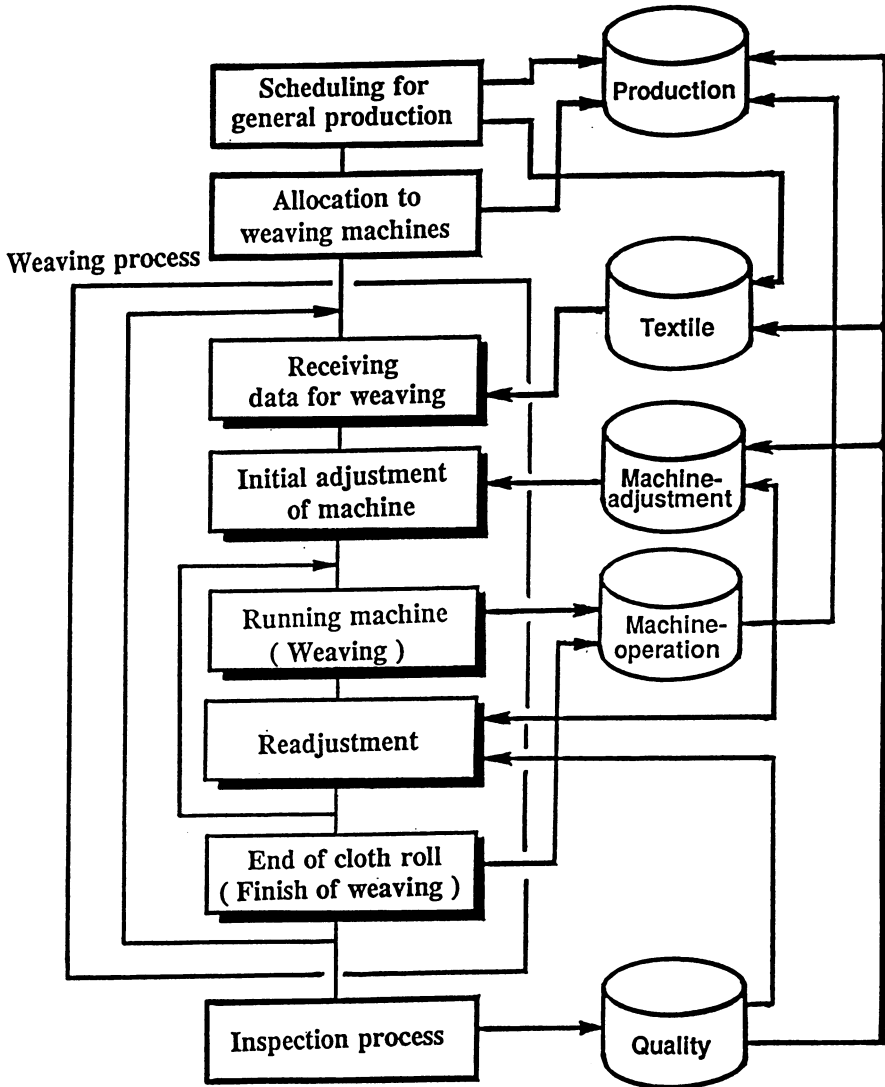 Scheduling for
general production
Production
Allocation to
weaving machines
Weaving process
Textile
Receiving
data for weaving
Initial adjustment
of machine
Machine-
adjustment
Running machine
( Weaving )
Machine-
operation
Readjustment
End of cloth roll
( Finish of weaving )
Inspection process
Quality